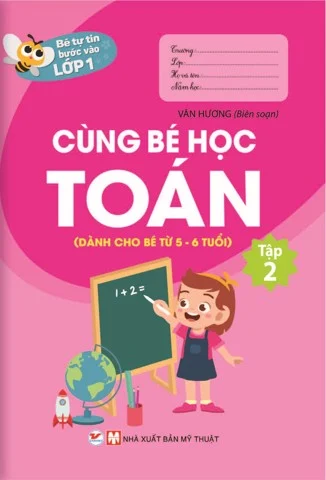 Bé tự tin
bước vào
LỚP 1
Trường:
Lớp:
Họ và tên:
Năm học:
VÂN HƯƠNG (Biên soạn)
CÙNG BÉ HỌC
TOÁN
(DÀNH CHO BÉ TỪ 5 - 6 TUỔI)
Tập
2
1+2=
NHÀ XUẤT BẢN MỸ THUẬT